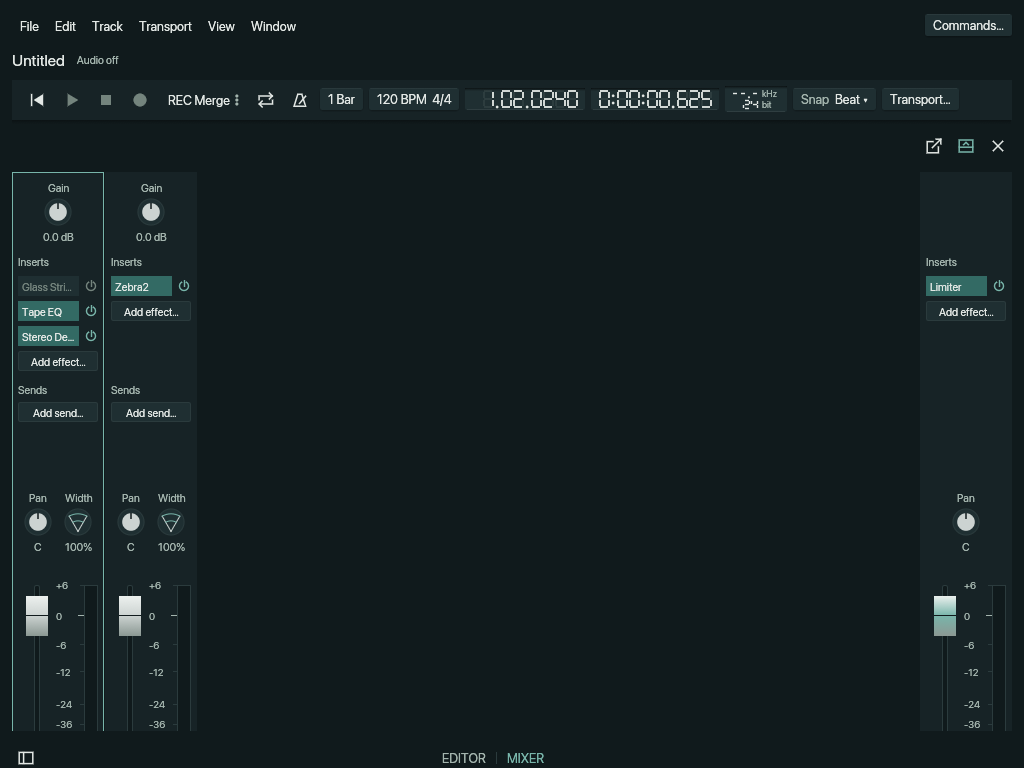 File Edit Track Transport View Window Commands...
Untitled Audio off
REC Merge 1 Bar 120 BPM 4/4 1.02.0240 0:00:00.625 --.- kHz -.24 bit Snap Beat Transport...
Gain Gain
0.0 dB 0.0 dB
Inserts Inserts Inserts
Glass Stri... Zebra2 Limiter
Tape EQ Add effect... Add effect...
Stereo De...
Add effect...
Sends Sends
Add send... Add send...
Pan Width Pan Width Pan
C 100% C 100% C
+6 +6 +6
0 0 0
-6 -6 -6
-12 -12 -12
-24 -24 -24
-36 -36 -36
EDITOR MIXER